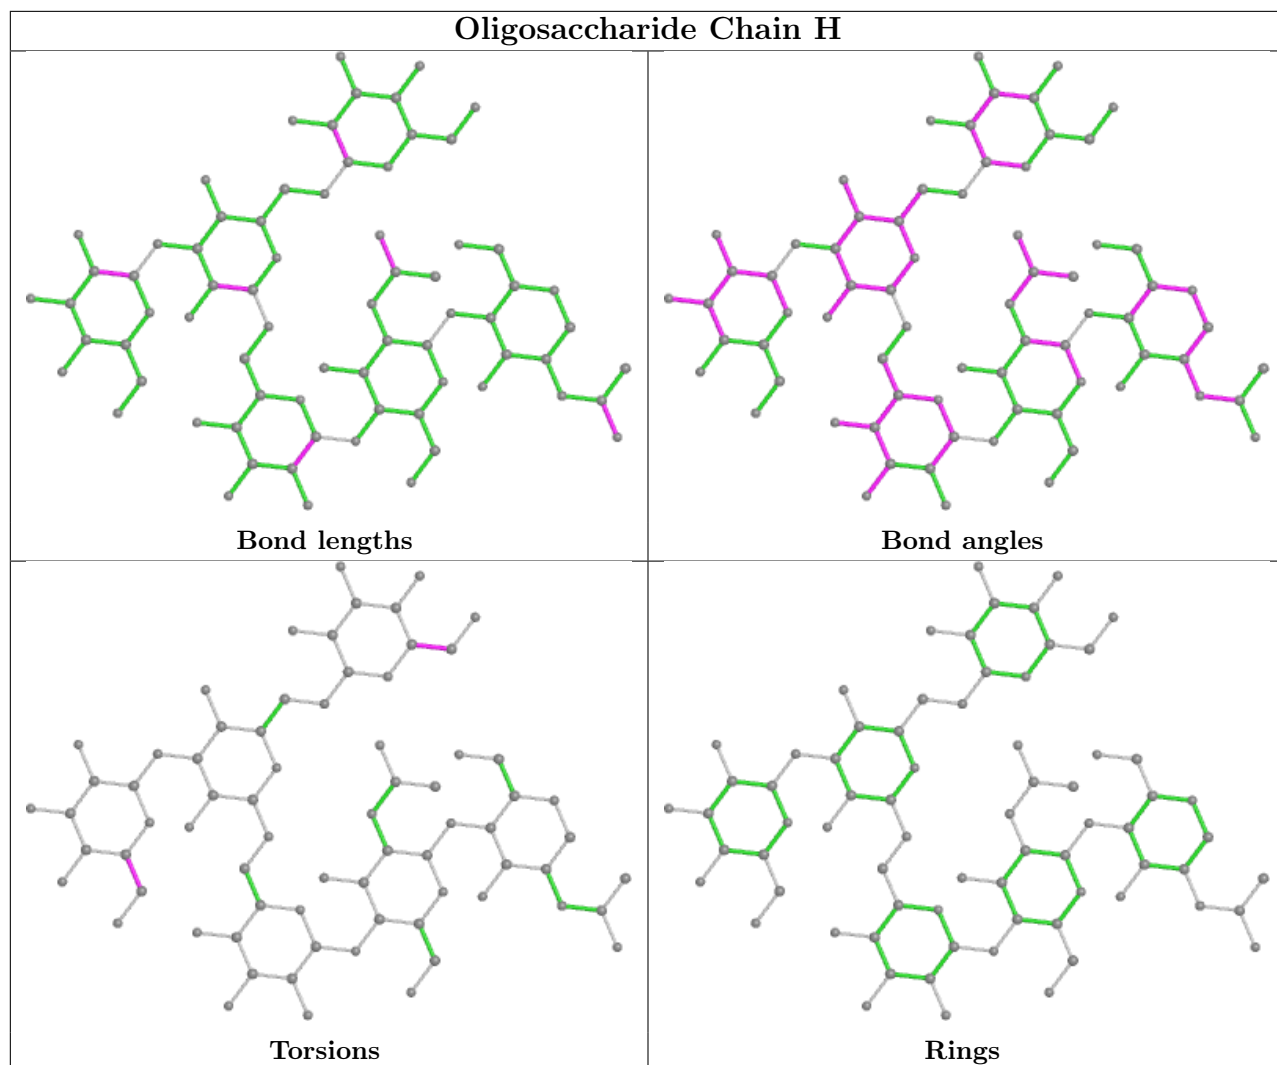 Oligosaccharide Chain H
Bond lengths
Bond angles
Torsions
Rings